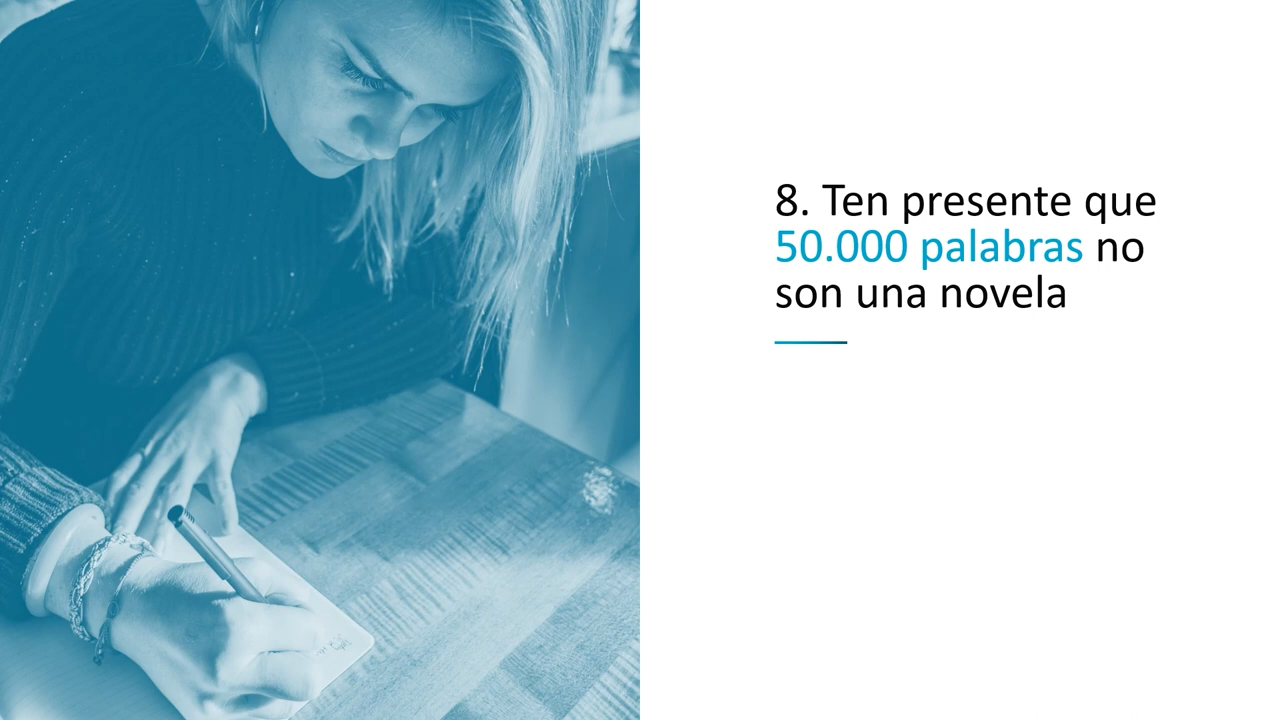 8. Ten presente que
50.000 palabras no
son una novela